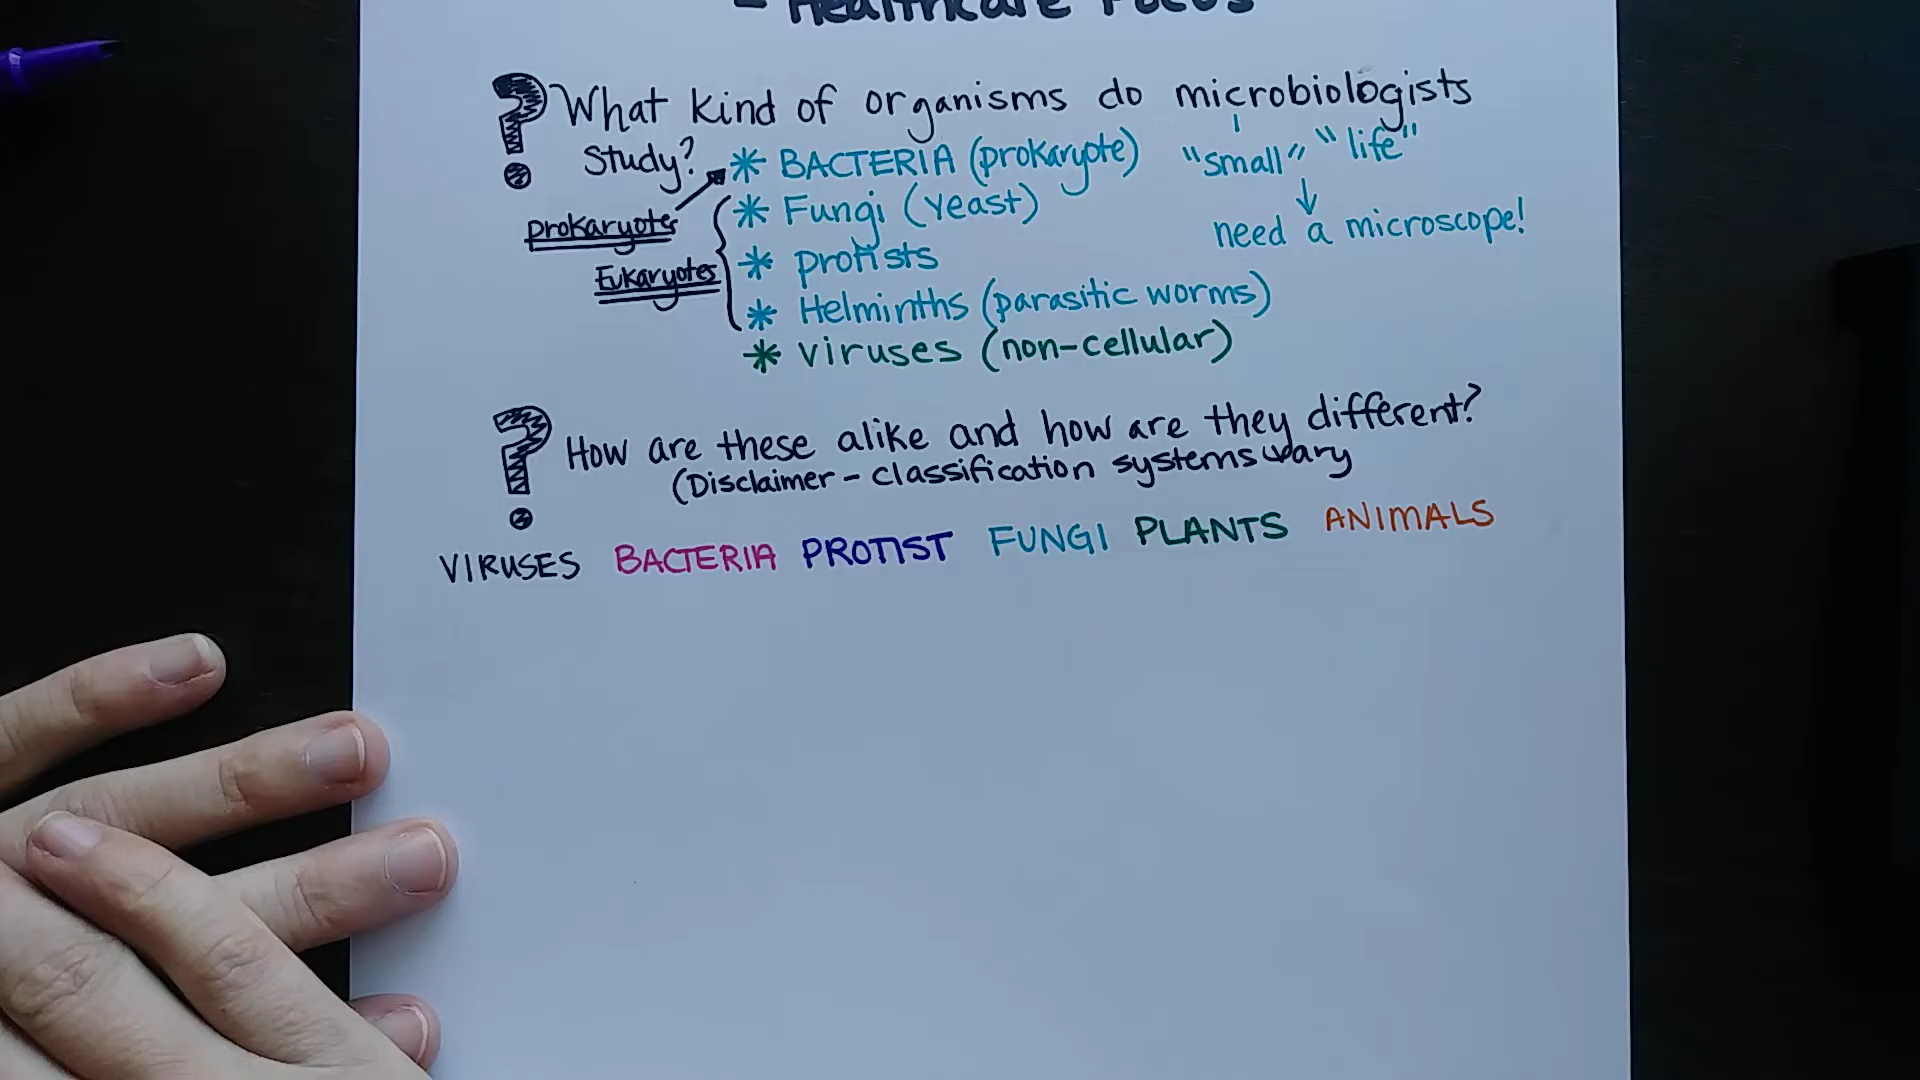 - Healthcare Focus
? What kind of organisms do microbiologists
Study? * BACTERIA (prokaryote) "small" "life"
prokaryotes * Fungi (yeast) need a microscope!
Eukaryotes * protists
* Helminths (parasitic worms)
* viruses (non-cellular)
? How are these alike and how are they different?
(Disclaimer - classification systems vary
VIRUSES BACTERIA PROTIST FUNGI PLANTS ANIMALS